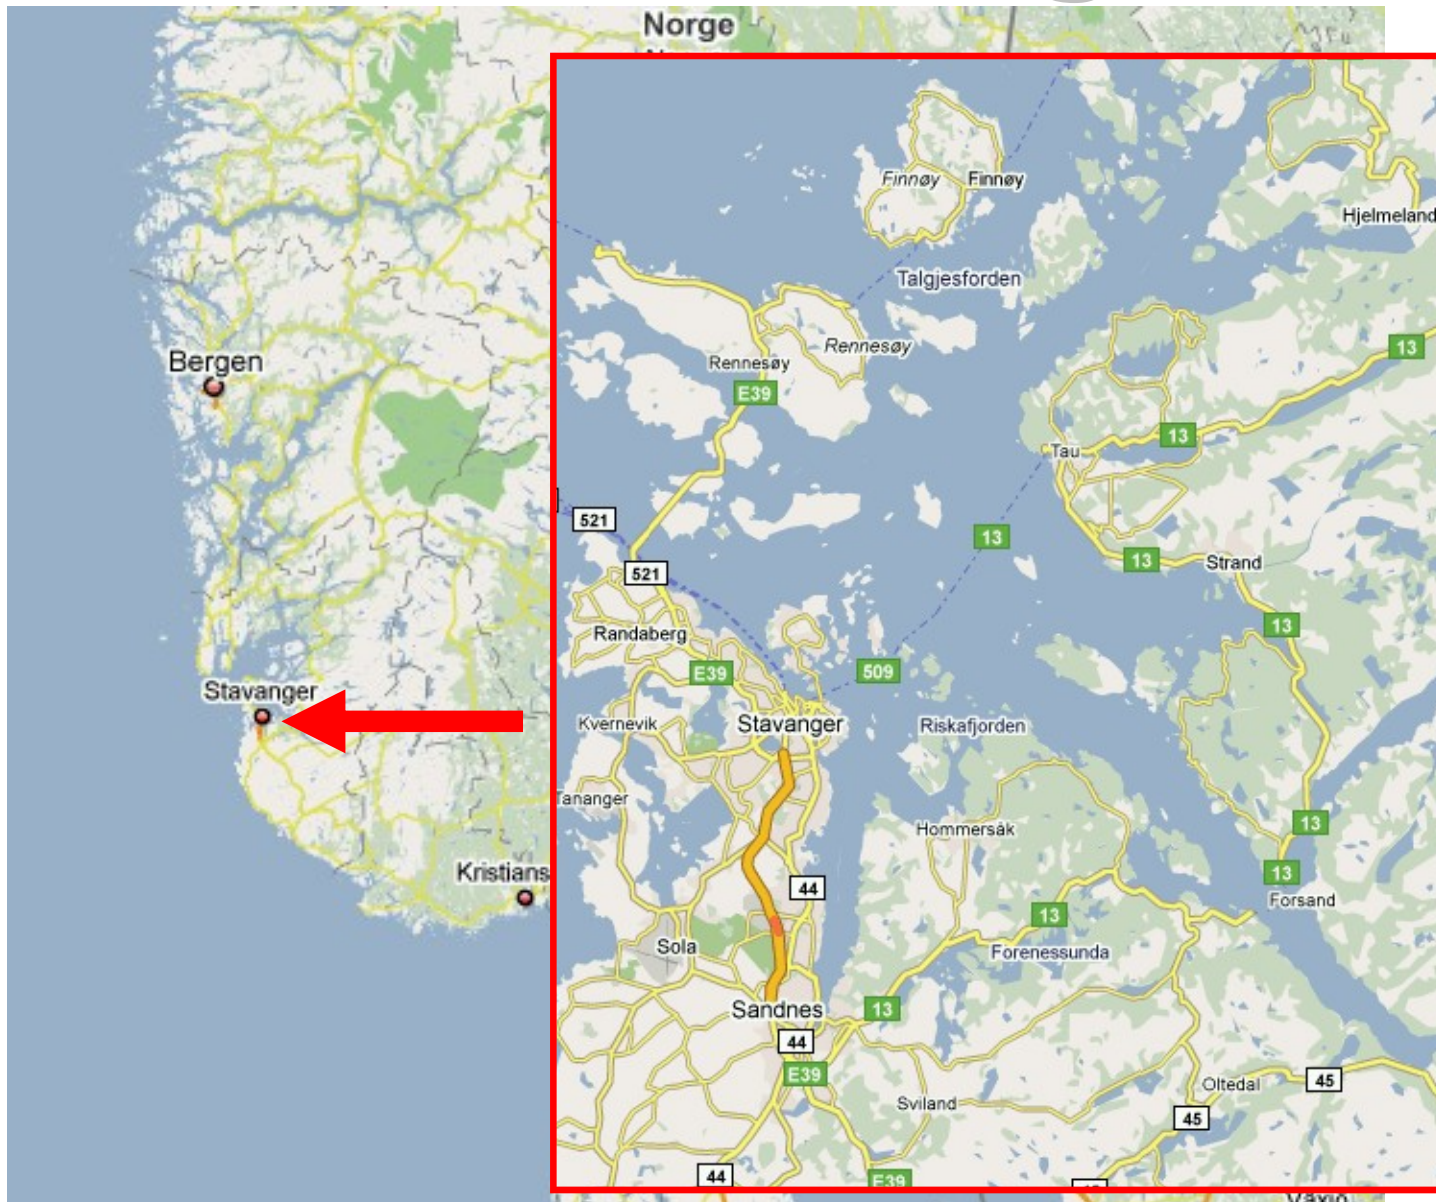 Norge
Bergen
Stavanger
Kristians
Finnøy
Finnøy
Hjelmeland
Talgjesforden
13
Rennesøy
Rennesøy
E39
13
Tau
521
13
13
Strand
521
13
Randaberg
E39
509
Kvernevik
Stavanger
Riskafjorden
Tananger
Hommersåk
13
44
13
Forsand
13
Sola
Forenessunda
Sandnes
13
44
E39
Oltedal
45
Sviland
45
44
E39